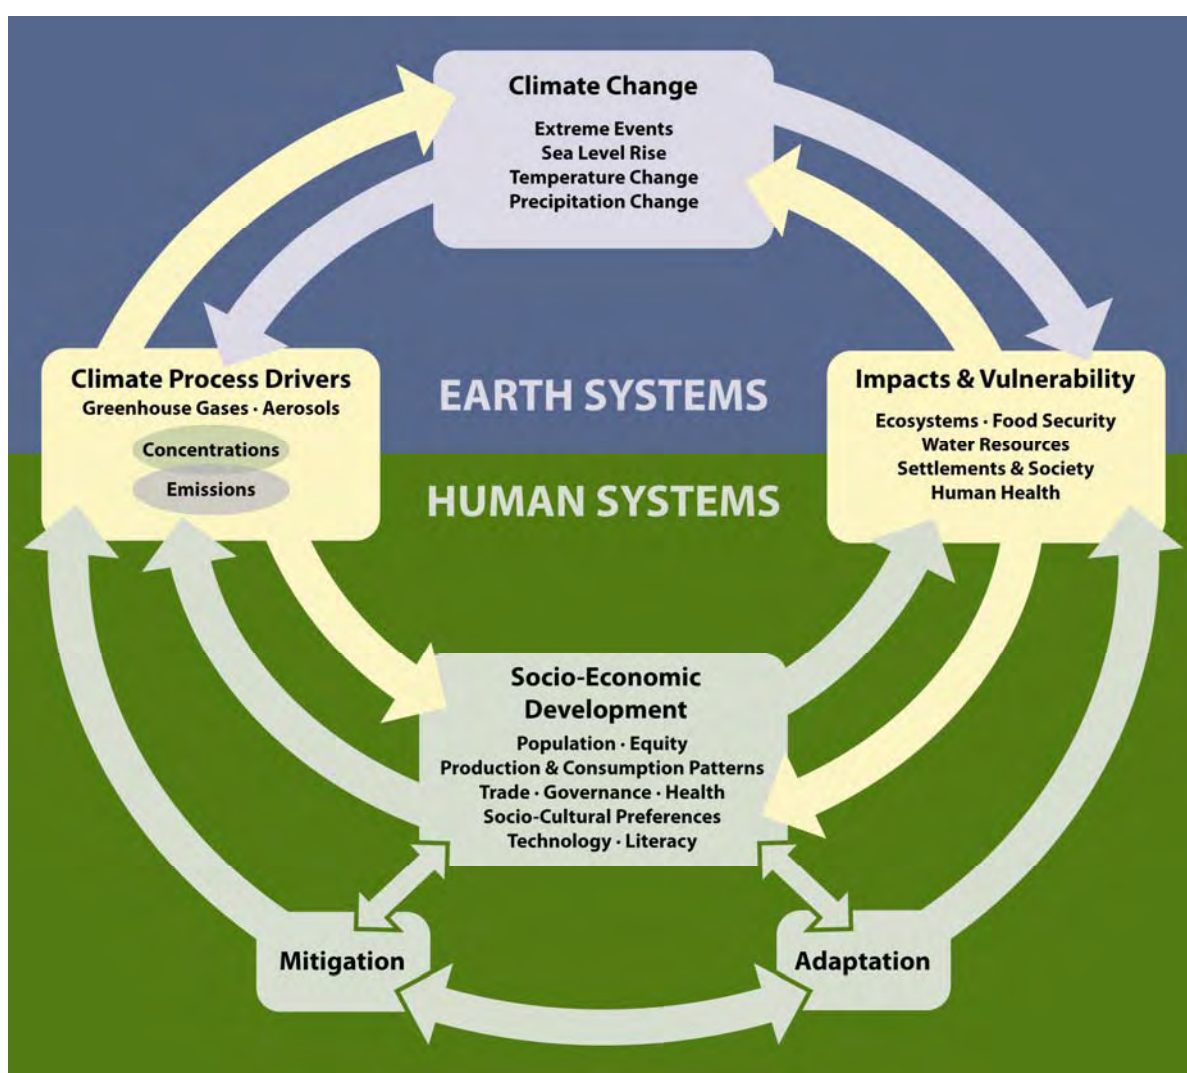 Climate Change
Extreme Events
Sea Level Rise
Temperature Change
Precipitation Change
Climate Process Drivers
Greenhouse Gases · Aerosols
Concentrations
Emissions
EARTH SYSTEMS
HUMAN SYSTEMS
Impacts & Vulnerability
Ecosystems · Food Security
Water Resources
Settlements & Society
Human Health
Socio-Economic
Development
Population · Equity
Production & Consumption Patterns
Trade · Governance · Health
Socio-Cultural Preferences
Technology · Literacy
Mitigation
Adaptation